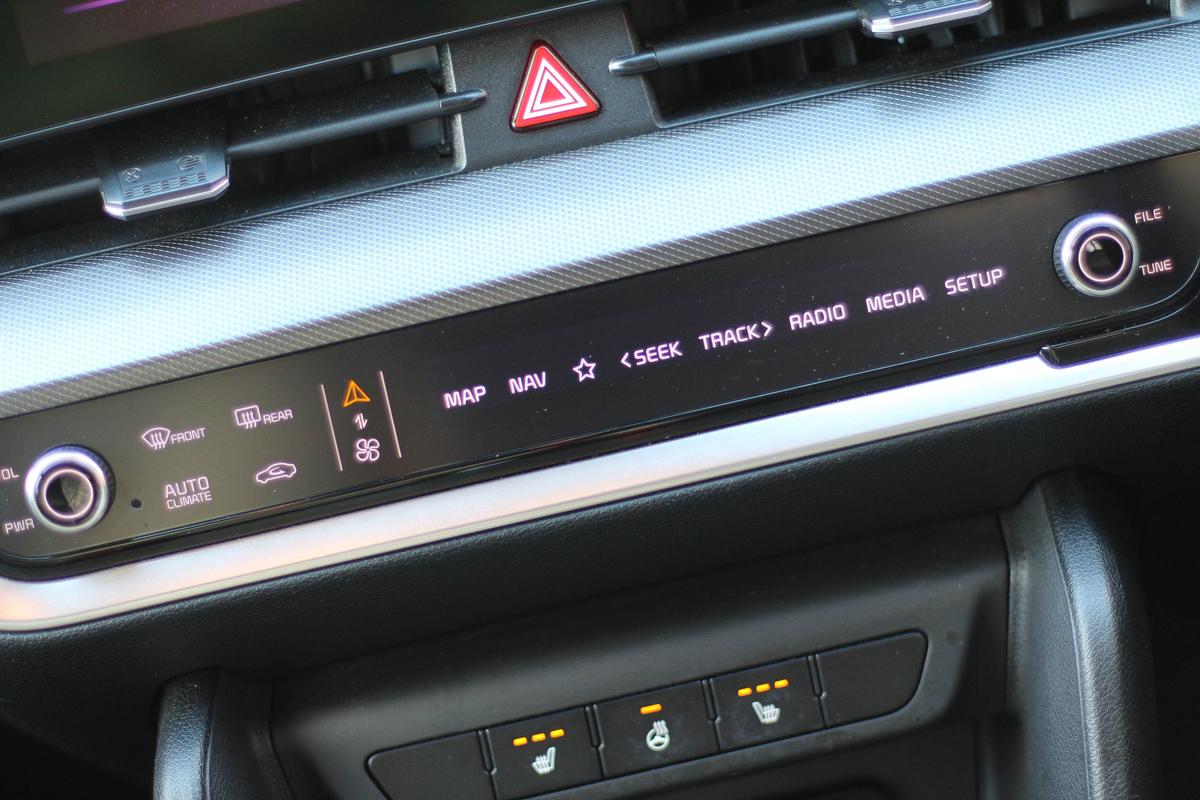 FILE
TUNE
MAP NAV <SEEK TRACK> RADIO MEDIA SETUP
FRONT REAR
AUTO
CLIMATE
PWR